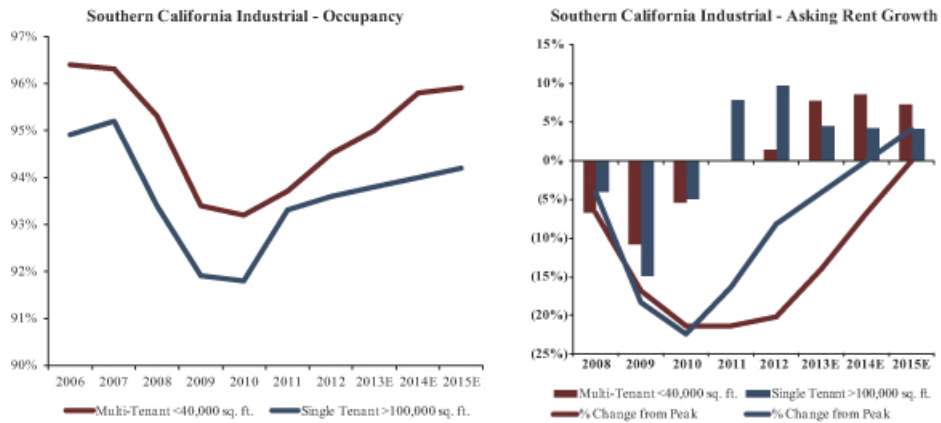 Southern California Industrial - Occupancy
97%
96%
95%
94%
93%
92%
91%
90%
2006 2007 2008 2009 2010 2011 2012 2013E 2014E 2015E
Multi-Tenant <40,000 sq. ft. Single Tenant >100,000 sq. ft.
Southern California Industrial - Asking Rent Growth
15%
10%
5%
0%
(5%)
(10%)
(15%)
(20%)
(25%)
2008 2009 2010 2011 2012 2013E 2014E 2015E
Multi-Tenant <40,000 sq. ft. Single Tenant >100,000 sq. ft.
% Change from Peak % Change from Peak